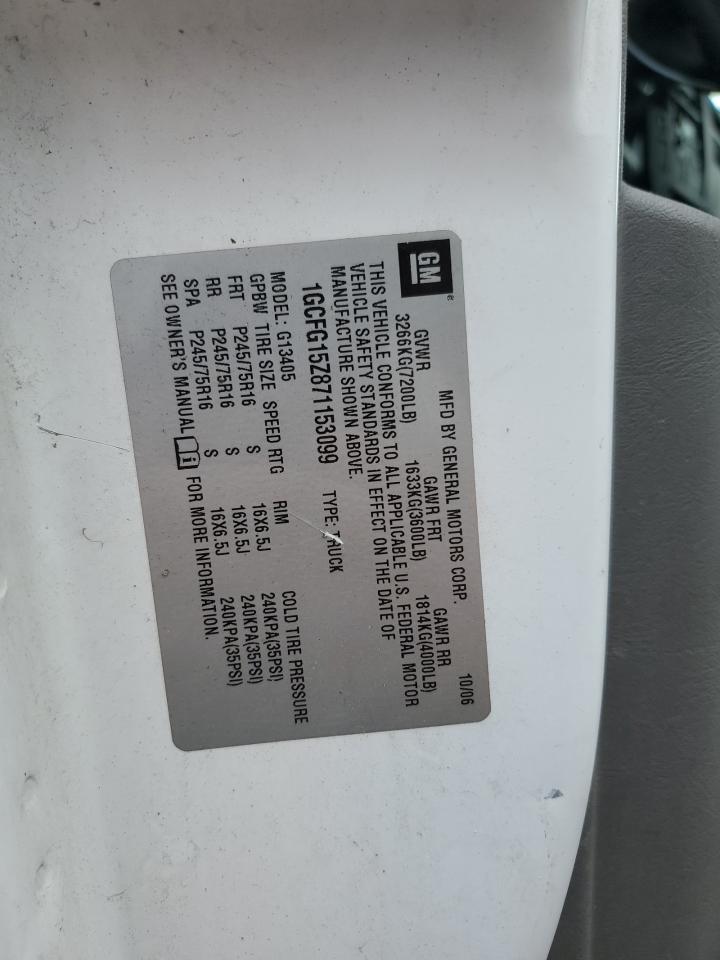 GM ®
MFD BY GENERAL MOTORS CORP. 10/06
GVWR GAWR FRT GAWR RR
3266KG(7200LB) 1633KG(3600LB) 1814KG(4000LB)
THIS VEHICLE CONFORMS TO ALL APPLICABLE U.S. FEDERAL MOTOR
VEHICLE SAFETY STANDARDS IN EFFECT ON THE DATE OF
MANUFACTURE SHOWN ABOVE.
1GCFG15Z871153099 TYPE: TRUCK
MODEL: G13405
GPBW TIRE SIZE SPEED RTG RIM COLD TIRE PRESSURE
FRT P245/75R16 S 16X6.5J 240KPA(35PSI)
RR P245/75R16 S 16X6.5J 240KPA(35PSI)
SPA P245/75R16 S 16X6.5J 240KPA(35PSI)
SEE OWNER'S MANUAL i FOR MORE INFORMATION.